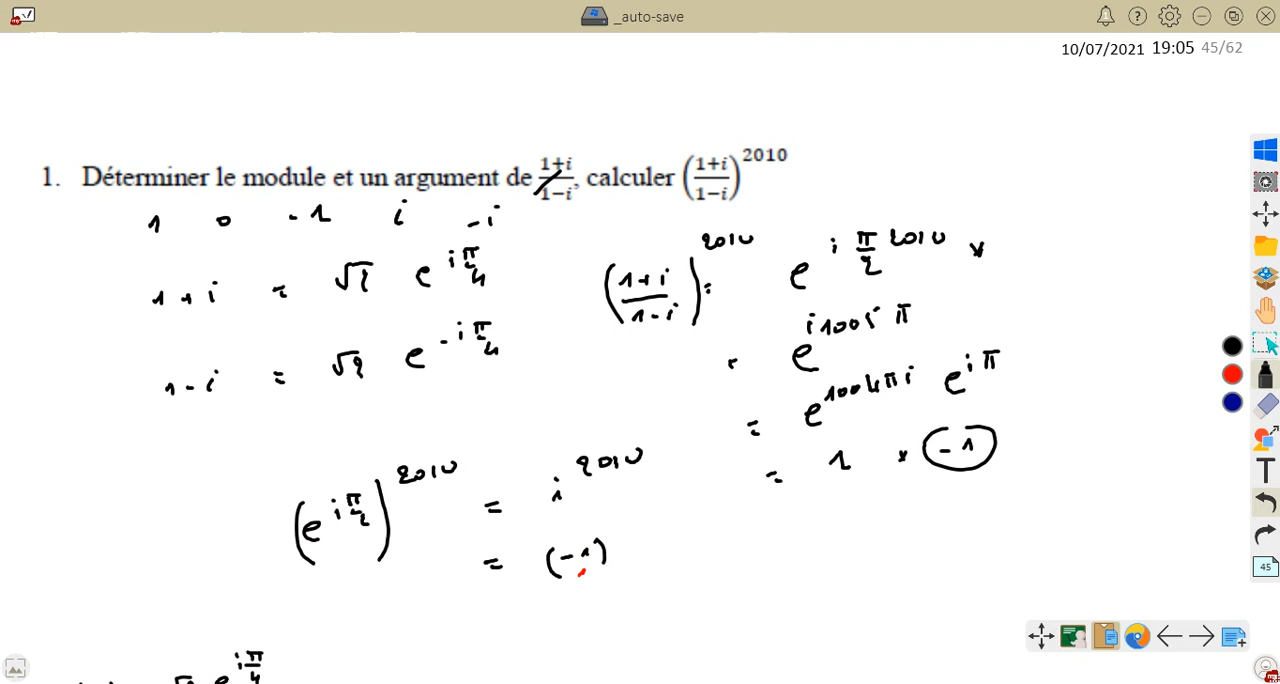 _auto-save
10/07/2021 19:05 45/62
1. Déterminer le module et un argument de (1+i)/(1−i), calculer ((1+i)/(1−i))^2010
1 0 -1 i -i
1+i = √2 e^(iπ/4)
1-i = √2 e^(-iπ/4)
((1+i)/(1-i))^2010 = e^(i π/2 2010) *
= e^(i1005π)
= e^(1004πi) e^(iπ)
= 1 * -1
(e^(iπ/2))^2010 = i^2010
= (-1)
e^(iπ/4)
T
45